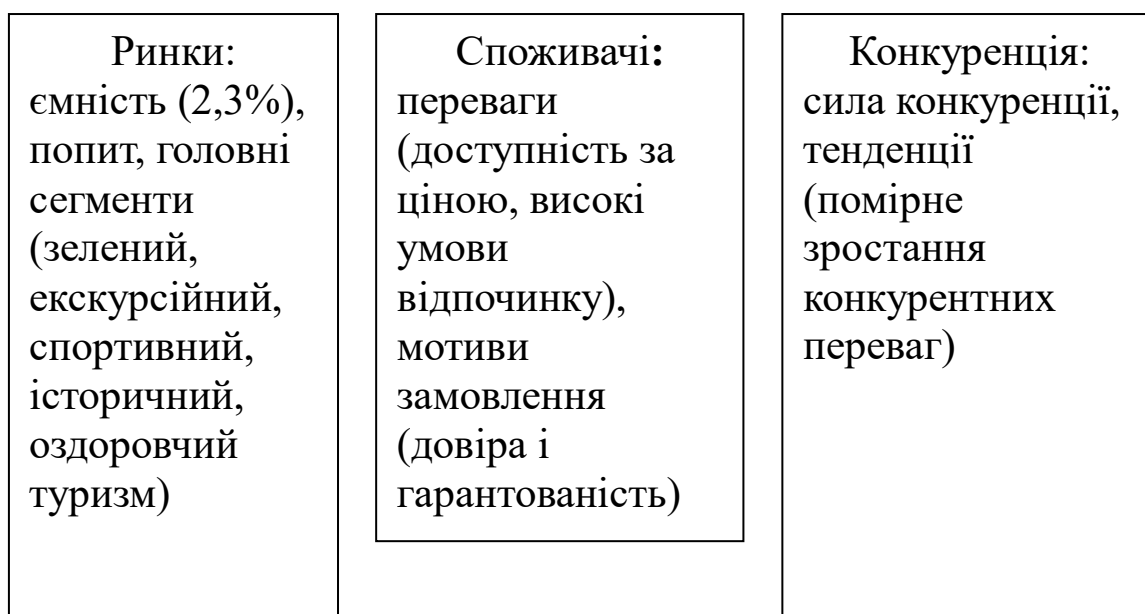 Ринки:
ємність (2,3%),
попит, головні
сегменти
(зелений,
екскурсійний,
спортивний,
історичний,
оздоровчий
туризм)
Споживачі:
переваги
(доступність за
ціною, високі
умови
відпочинку),
мотиви
замовлення
(довіра і
гарантованість)
Конкуренція:
сила конкуренції,
тенденції
(помірне
зростання
конкурентних
переваг)